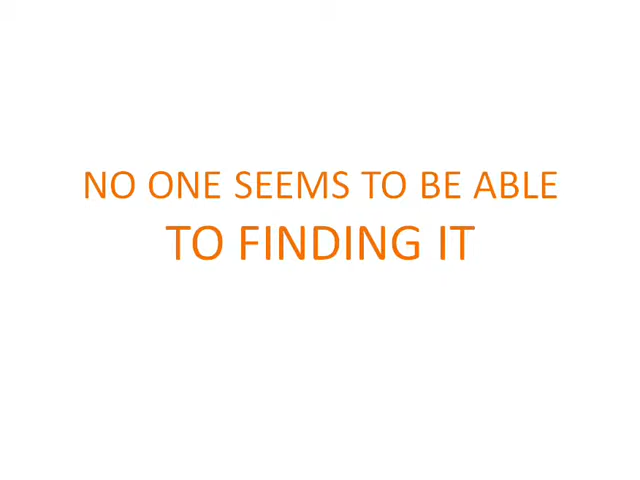 NO ONE SEEMS TO BE ABLE
TO FINDING IT